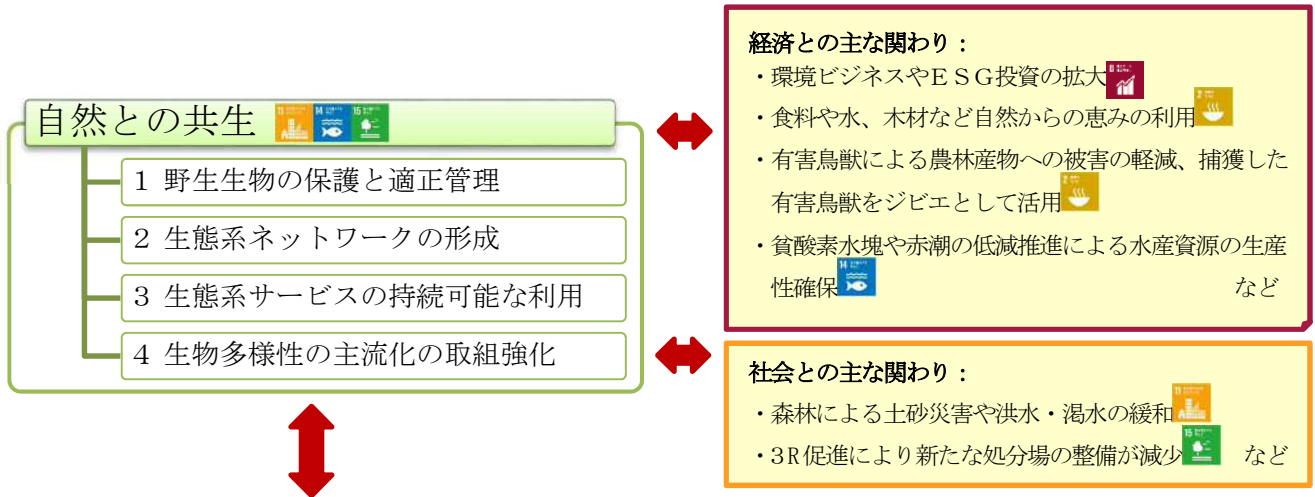 自然との共生 11 14 15
1 野生生物の保護と適正管理
2 生態系ネットワークの形成
3 生態系サービスの持続可能な利用
4 生物多様性の主流化の取組強化
経済との主な関わり：
・環境ビジネスやＥＳＧ投資の拡大 8
・食料や水、木材など自然からの恵みの利用 2
・有害鳥獣による農林産物への被害の軽減、捕獲した
有害鳥獣をジビエとして活用 2
・貧酸素水塊や赤潮の低減推進による水産資源の生産
性確保 14 など
社会との主な関わり：
・森林による土砂災害や洪水・渇水の緩和 11
・3R促進により新たな処分場の整備が減少 15 など